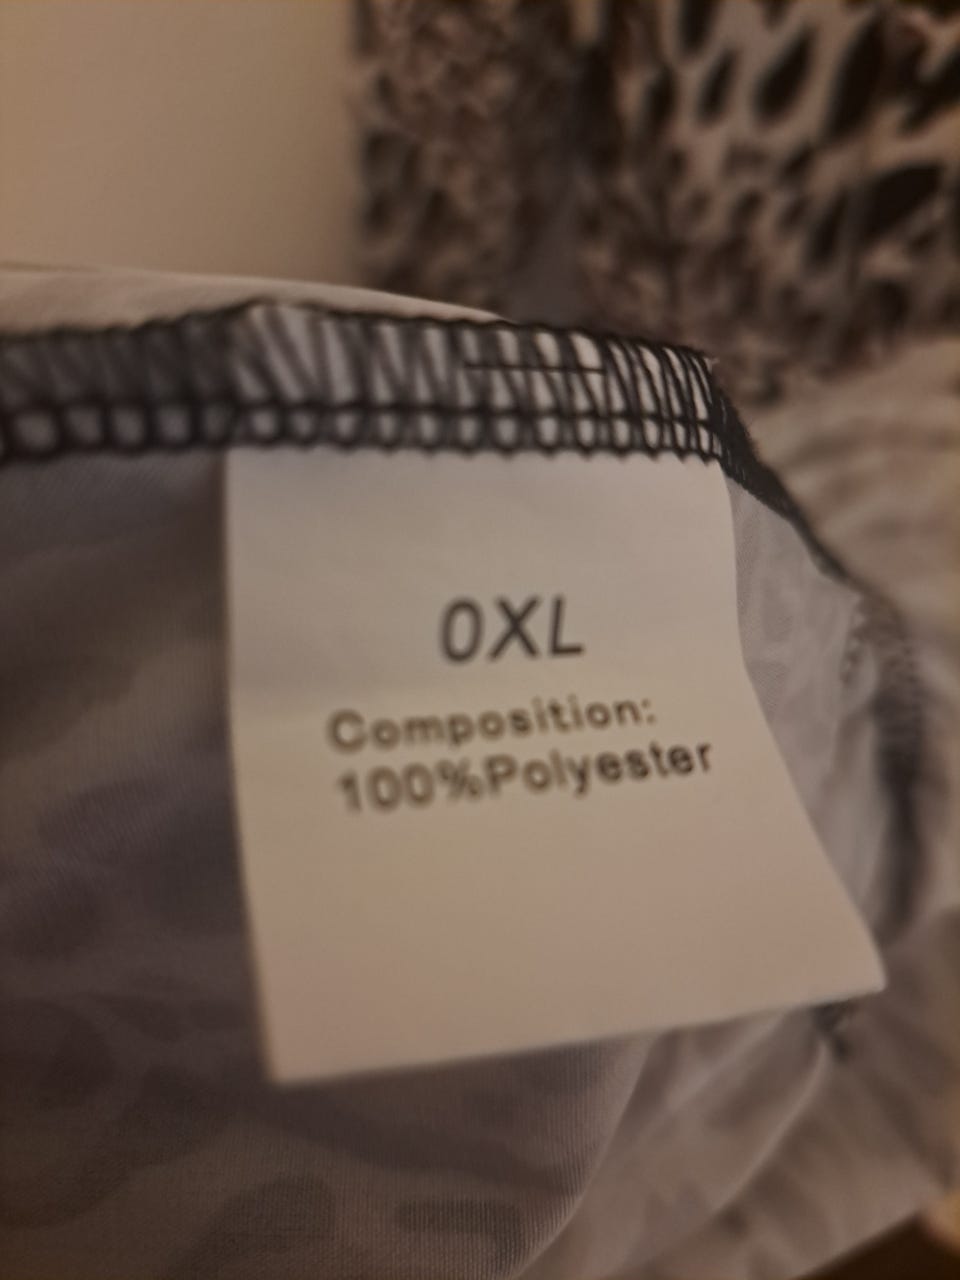 0XL
Composition:
100%Polyester